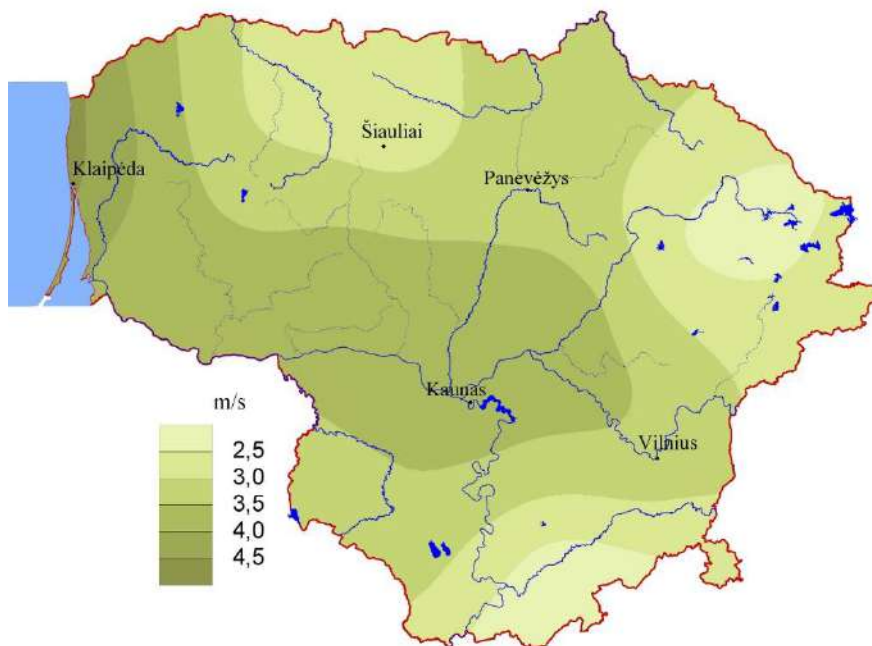 Šiauliai
Klaipėda
Panevėžys
Kaunas
Vilnius
m/s
2,5
3,0
3,5
4,0
4,5